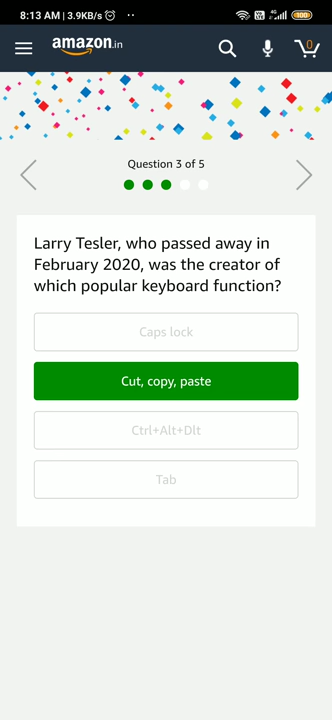 8:13 AM | 3.9KB/s
4G
100
amazon.in
0
Question 3 of 5
Larry Tesler, who passed away in
February 2020, was the creator of
which popular keyboard function?
Caps lock
Cut, copy, paste
Ctrl+Alt+Dlt
Tab